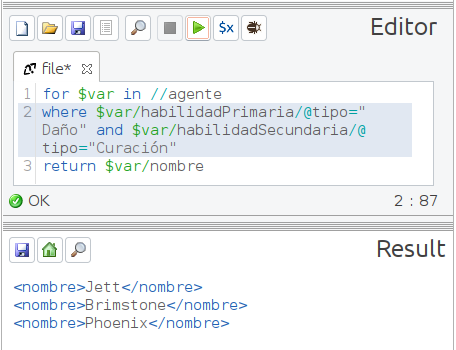 Editor
$x
file*
1 for $var in //agente
2 where $var/habilidadPrimaria/@tipo="
Daño" and $var/habilidadSecundaria/@
tipo="Curación"
3 return $var/nombre
OK 2 : 87
Result
<nombre>Jett</nombre>
<nombre>Brimstone</nombre>
<nombre>Phoenix</nombre>